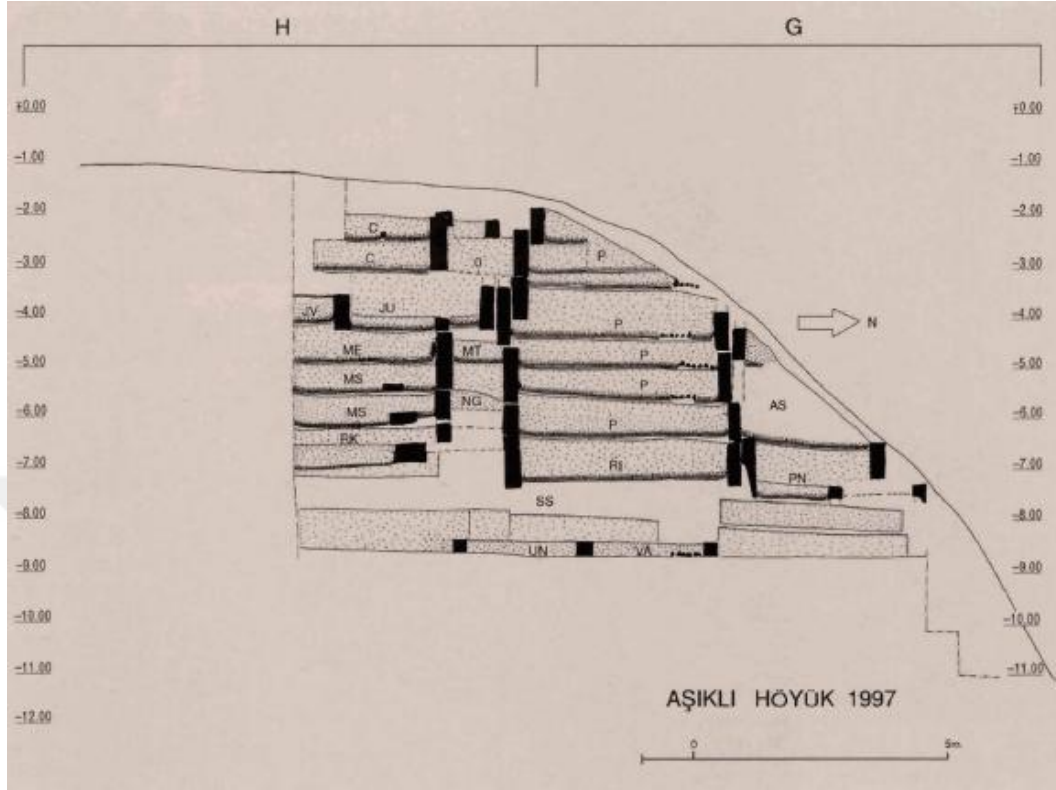 H G
∓0.00 ∓0.00
-1.00 -1.00
-2.00 -2.00
C
P
-3.00 C O -3.00
JV JU
-4.00 P -4.00
ME MT P
-5.00 -5.00
MS P
NG AS
-6.00 MS P -6.00
RK
-7.00 RI -7.00
PN
SS
-8.00 -8.00
UN VA
-9.00 -9.00
-10.00 -10.00
-11.00 -11.00
-12.00
N
AŞIKLI HÖYÜK 1997
0 5m.